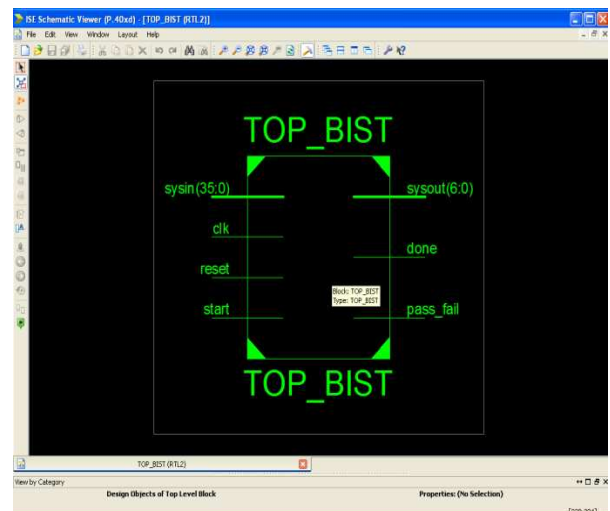 ISE Schematic Viewer (P.40xd) - [TOP_BIST (RTL2)]
File Edit View Window Layout Help
TOP_BIST
sysin(35:0) sysout(6:0)
clk
done
reset
Block: TOP_BIST
Type: TOP_BIST
start pass_fail
TOP_BIST
TOP_BIST (RTL2)
View by Category
Design Objects of Top Level Block Properties: (No Selection)